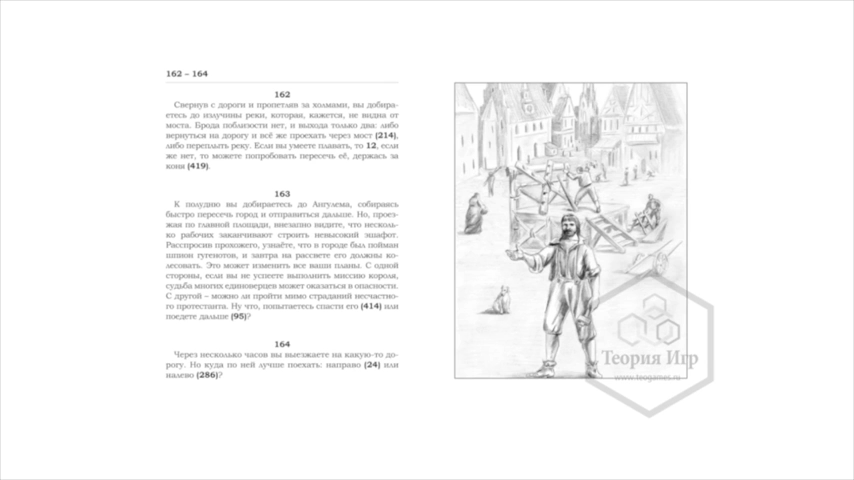 162 – 164
162
Свернув с дороги и пропетляв за холмами, вы добира-
етесь до излучины реки, которая, кажется, не видна от
моста. Брода поблизости нет, и выхода только два: либо
вернуться на дорогу и всё же проехать через мост (214),
либо переплыть реку. Если вы умеете плавать, то 12, если
же нет, то можете попробовать пересечь её, держась за
коня (419).
163
К полудню вы добираетесь до Ангулема, собираясь
быстро пересечь город и отправиться дальше. Но, проез-
жая по главной площади, внезапно видите, что несколь-
ко рабочих заканчивают строить невысокий эшафот.
Расспросив прохожего, узнаёте, что в городе был пойман
шпион гугенотов, и завтра на рассвете его должны ко-
лесовать. Это может изменить все ваши планы. С одной
стороны, если вы не успеете выполнить миссию короля,
судьба многих единоверцев может оказаться в опасности.
С другой – можно ли пройти мимо страданий несчастно-
го протестанта. Ну что, попытаетесь спасти его (414) или
поедете дальше (95)?
164
Через несколько часов вы выезжаете на какую-то до-
рогу. Но куда по ней лучше поехать: направо (24) или
налево (286)?
Теория Игр
www.teogames.ru